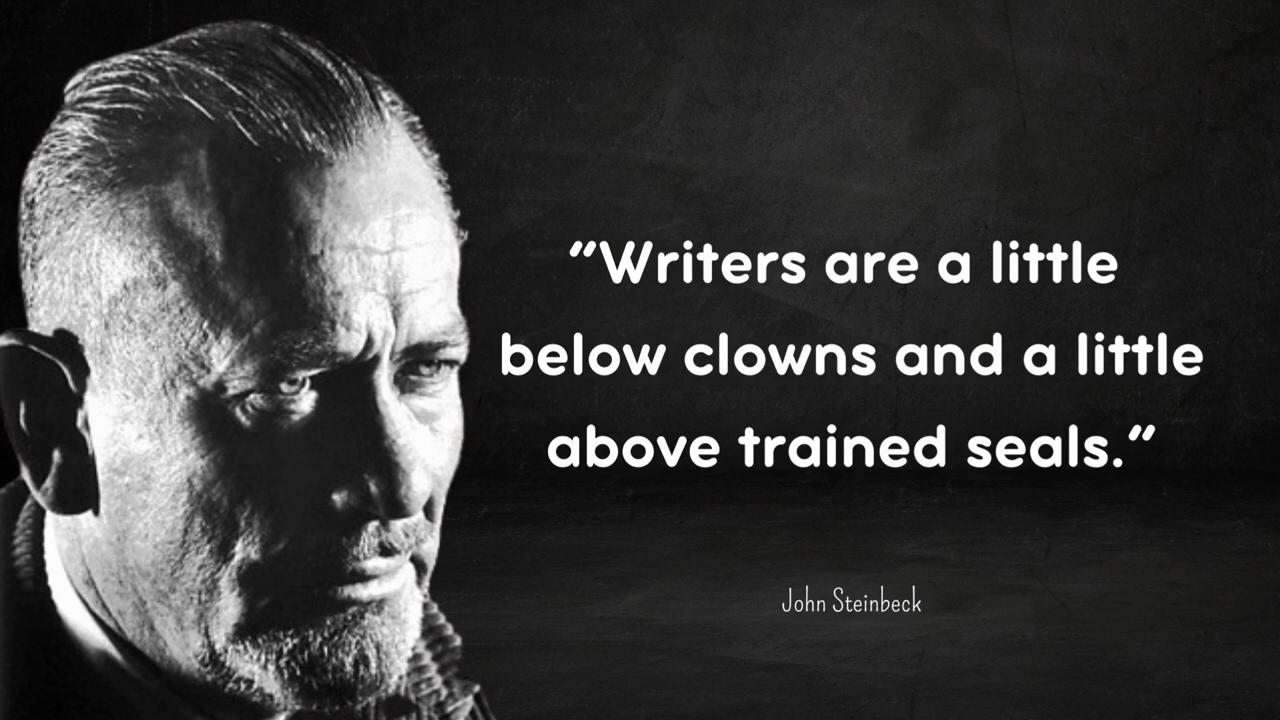 “Writers are a little
below clowns and a little
above trained seals.”
John Steinbeck